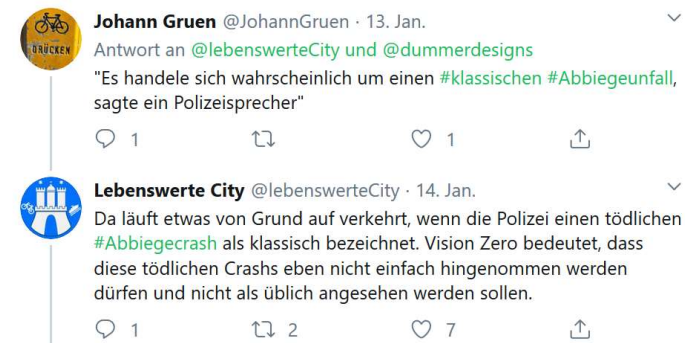 Johann Gruen @JohannGruen · 13. Jan.
Antwort an @lebenswerteCity und @dummerdesigns
"Es handele sich wahrscheinlich um einen #klassischen #Abbiegeunfall,
sagte ein Polizeisprecher"
1 1
DRÜCKEN
Lebenswerte City @lebenswerteCity · 14. Jan.
Da läuft etwas von Grund auf verkehrt, wenn die Polizei einen tödlichen
#Abbiegecrash als klassisch bezeichnet. Vision Zero bedeutet, dass
diese tödlichen Crashs eben nicht einfach hingenommen werden
dürfen und nicht als üblich angesehen werden sollen.
1 2 7